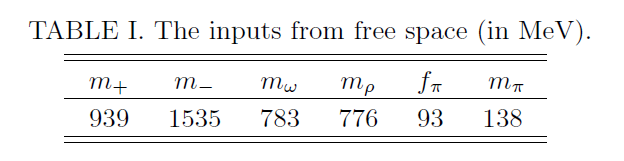 TABLE I. The inputs from free space (in MeV).
m₊ m₋ mω mρ fπ mπ
939 1535 783 776 93 138